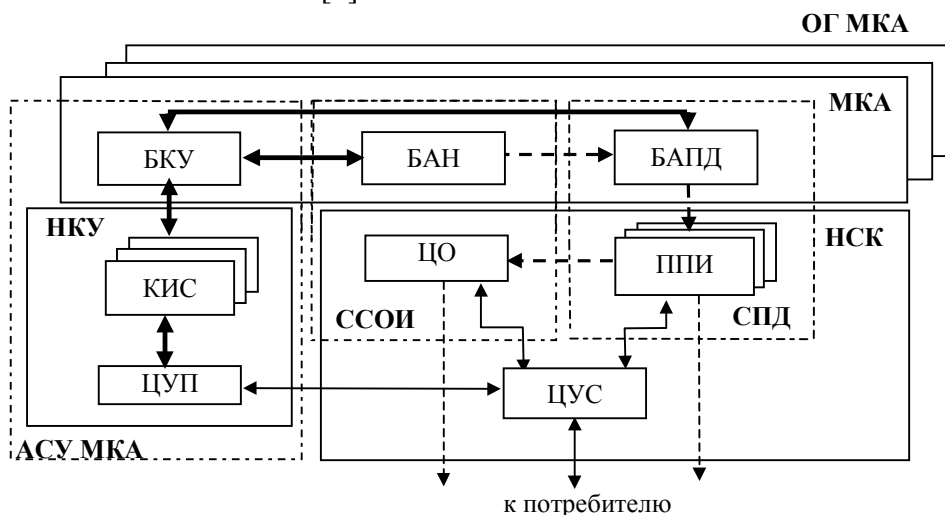 ОГ МКА
МКА
БКУ
БАН
БАПД
НКУ
НСК
КИС
ЦО
ППИ
ССОИ
СПД
ЦУП
ЦУС
АСУ МКА
к потребителю